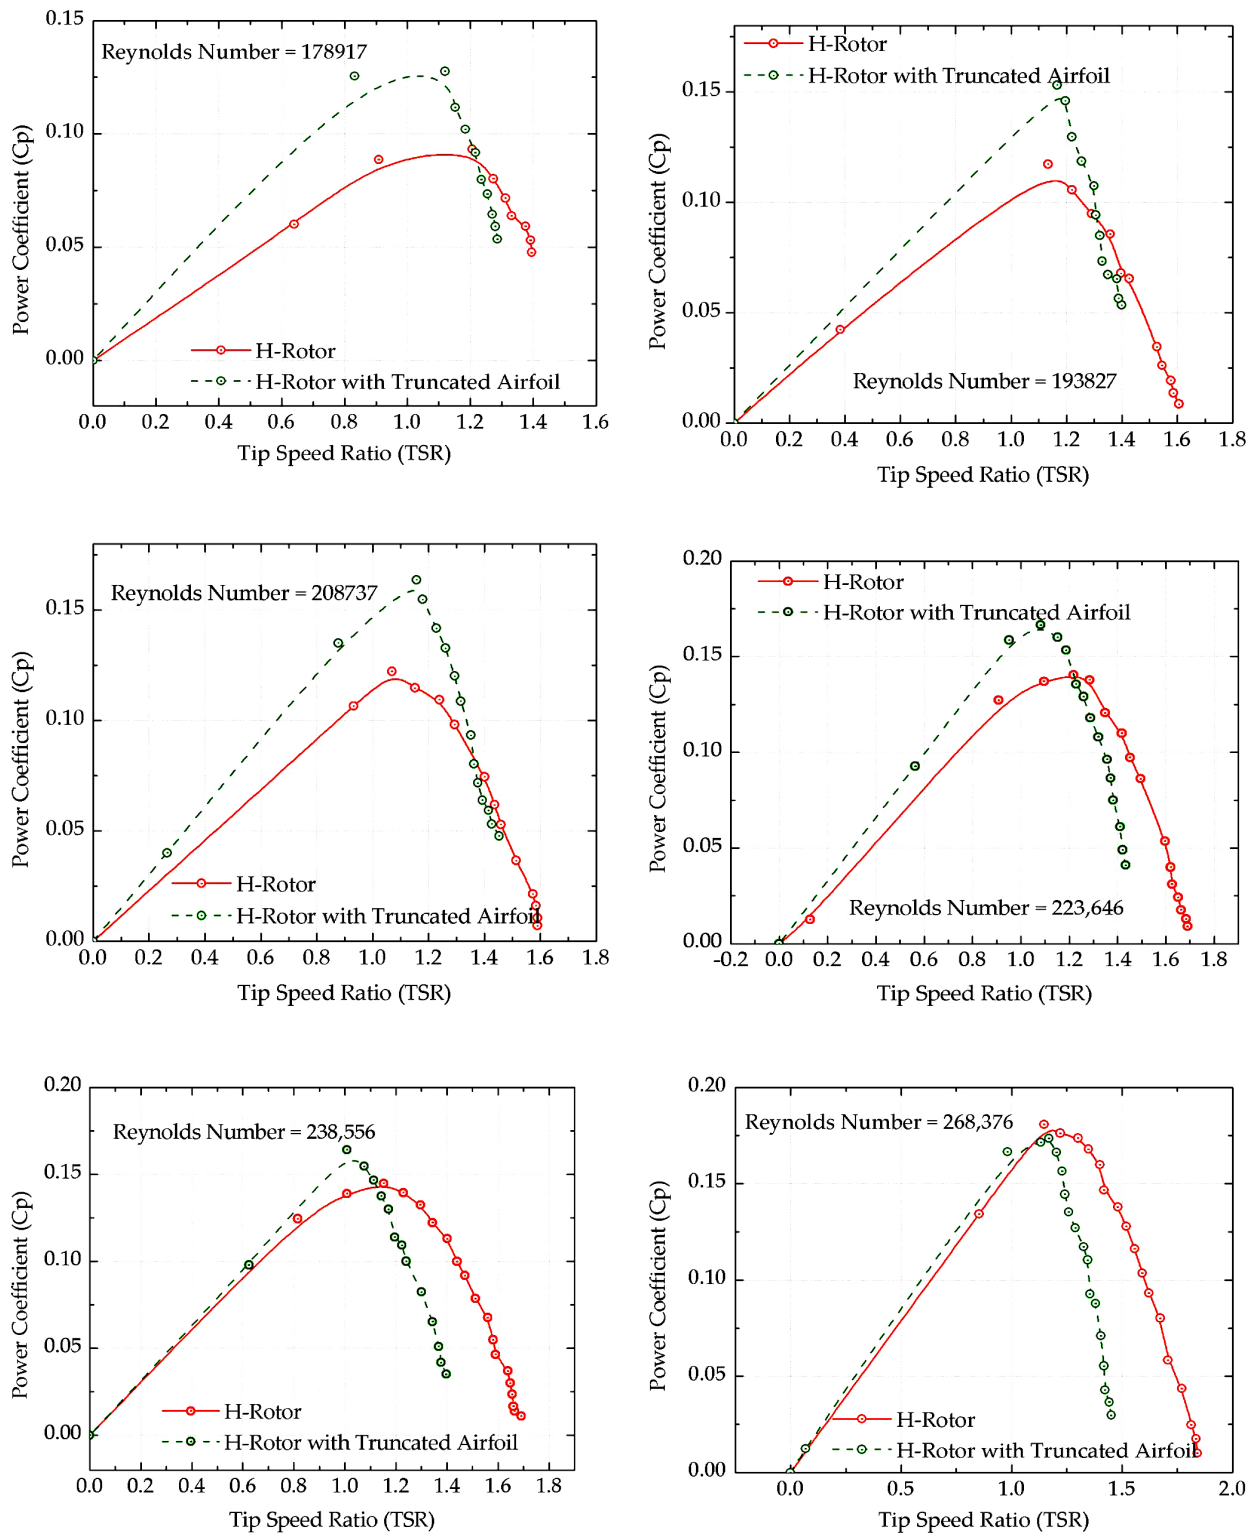 0.15
Reynolds Number = 178917
0.10
0.05
0.00
Power Coefficient (Cp)
H-Rotor
H-Rotor with Truncated Airfoil
0.0 0.2 0.4 0.6 0.8 1.0 1.2 1.4 1.6
Tip Speed Ratio (TSR)
H-Rotor
H-Rotor with Truncated Airfoil
0.15
0.10
0.05
0.00
Power Coefficient (Cp)
Reynolds Number = 193827
0.0 0.2 0.4 0.6 0.8 1.0 1.2 1.4 1.6 1.8
Tip Speed Ratio (TSR)
Reynolds Number = 208737
0.15
0.10
0.05
0.00
Power Coefficient (Cp)
H-Rotor
H-Rotor with Truncated Airfoil
0.0 0.2 0.4 0.6 0.8 1.0 1.2 1.4 1.6 1.8
Tip Speed Ratio (TSR)
0.20
H-Rotor
H-Rotor with Truncated Airfoil
0.15
0.10
0.05
0.00
Power Coefficient (Cp)
Reynolds Number = 223,646
-0.2 0.0 0.2 0.4 0.6 0.8 1.0 1.2 1.4 1.6 1.8
Tip Speed Ratio (TSR)
0.20
Reynolds Number = 238,556
0.15
0.10
0.05
0.00
Power Coefficient (Cp)
H-Rotor
H-Rotor with Truncated Airfoil
0.0 0.2 0.4 0.6 0.8 1.0 1.2 1.4 1.6 1.8
Tip Speed Ratio (TSR)
0.20
Reynolds Number = 268,376
0.15
0.10
0.05
0.00
Power Coefficient (Cp)
H-Rotor
H-Rotor with Truncated Airfoil
0.0 0.5 1.0 1.5 2.0
Tip Speed Ratio (TSR)